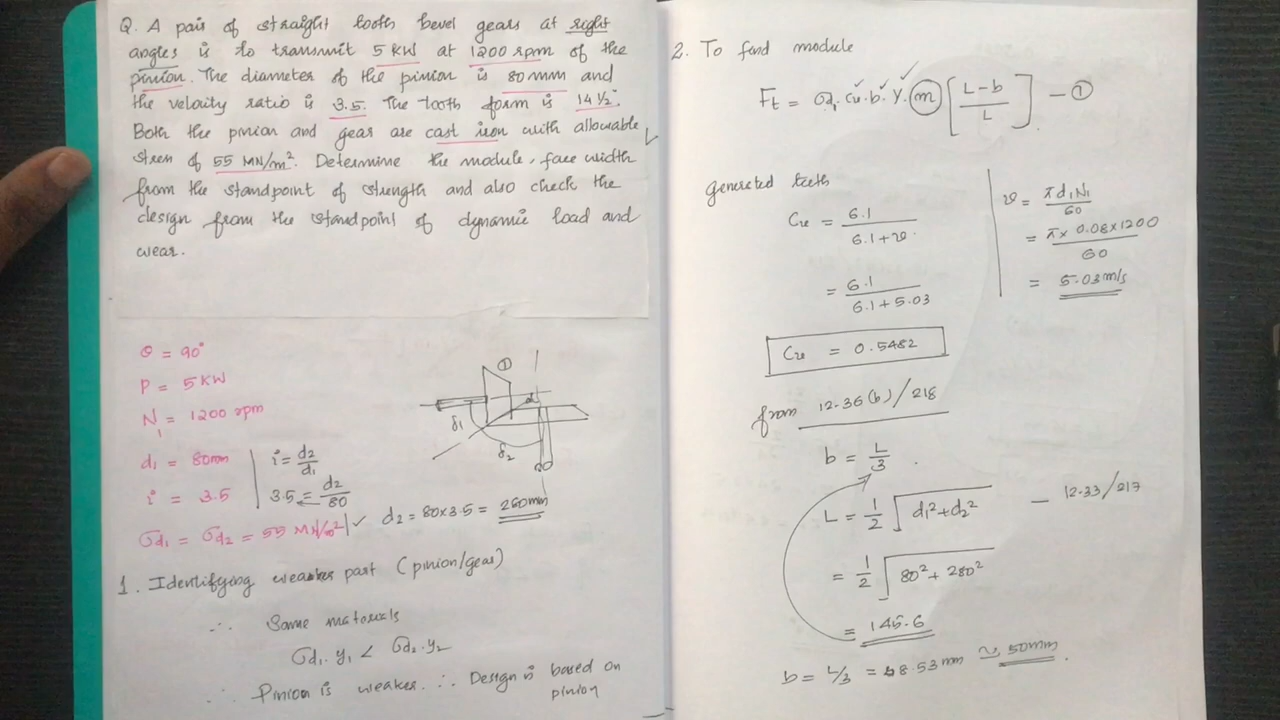 Q. A pair of straight tooth bevel gears at right
angles is to transmit 5 KW at 1200 rpm of the
pinion. The diameter of the pinion is 80 mm and
the velocity ratio is 3.5. The tooth form is 14 1/2°.
Both the pinion and gear are cast iron with allowable
stress of 55 MN/m². Determine the module, face width
from the standpoint of strength and also check the
design from the standpoint of dynamic load and
wear.
θ = 90°
P = 5 KW
N₁ = 1200 rpm
d₁ = 80mm
i = 3.5
σd₁ = σd₂ = 55 MN/m²
i = d₂/d₁
3.5 = d₂/80
d₂ = 80 x 3.5 = 280mm
①
δ₁
δ₂
1. Identifying weaker part (pinion/gear)
∴ Same materials
σd₁. y₁ < σd₂. y₂
∴ Pinion is weaker. ∴ Design is based on
pinion
2. To find module
Ft = σd₁. Cv. b. Y. m [L-b/L] — ①
generated teeth
Cv = 6.1/6.1+v.
= 6.1/6.1+5.03
Cv = 0.5482
v = πd₁N₁/60
= π x 0.08 x 1200/60
= 5.03 m/s
from 12.36(b)/218
b = L/3.
L = 1/2 √d₁²+d₂² — 12.33/217
= 1/2 √80²+280²
= 145.6
b = L/3 = 48.53 mm ≈ 50mm.